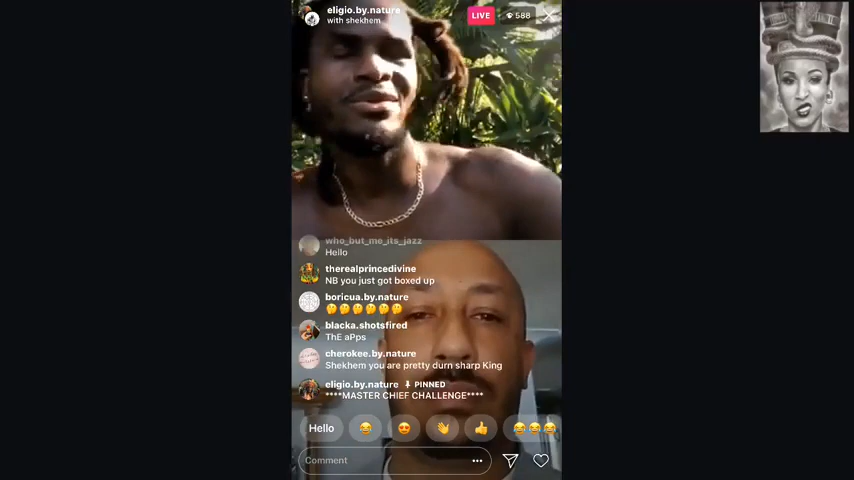 eligio.by.nature
with shekhem
LIVE
588
who_but_me_its_jazz
Hello
therealprincedivine
NB you just got boxed up
boricua.by.nature
🤔🤔🤔🤔🤔🤔
blacka.shotsfired
ThE aPps
cherokee.by.nature
Shekhem you are pretty durn sharp King
eligio.by.nature PINNED
****MASTER CHIEF CHALLENGE****
Hello
Comment